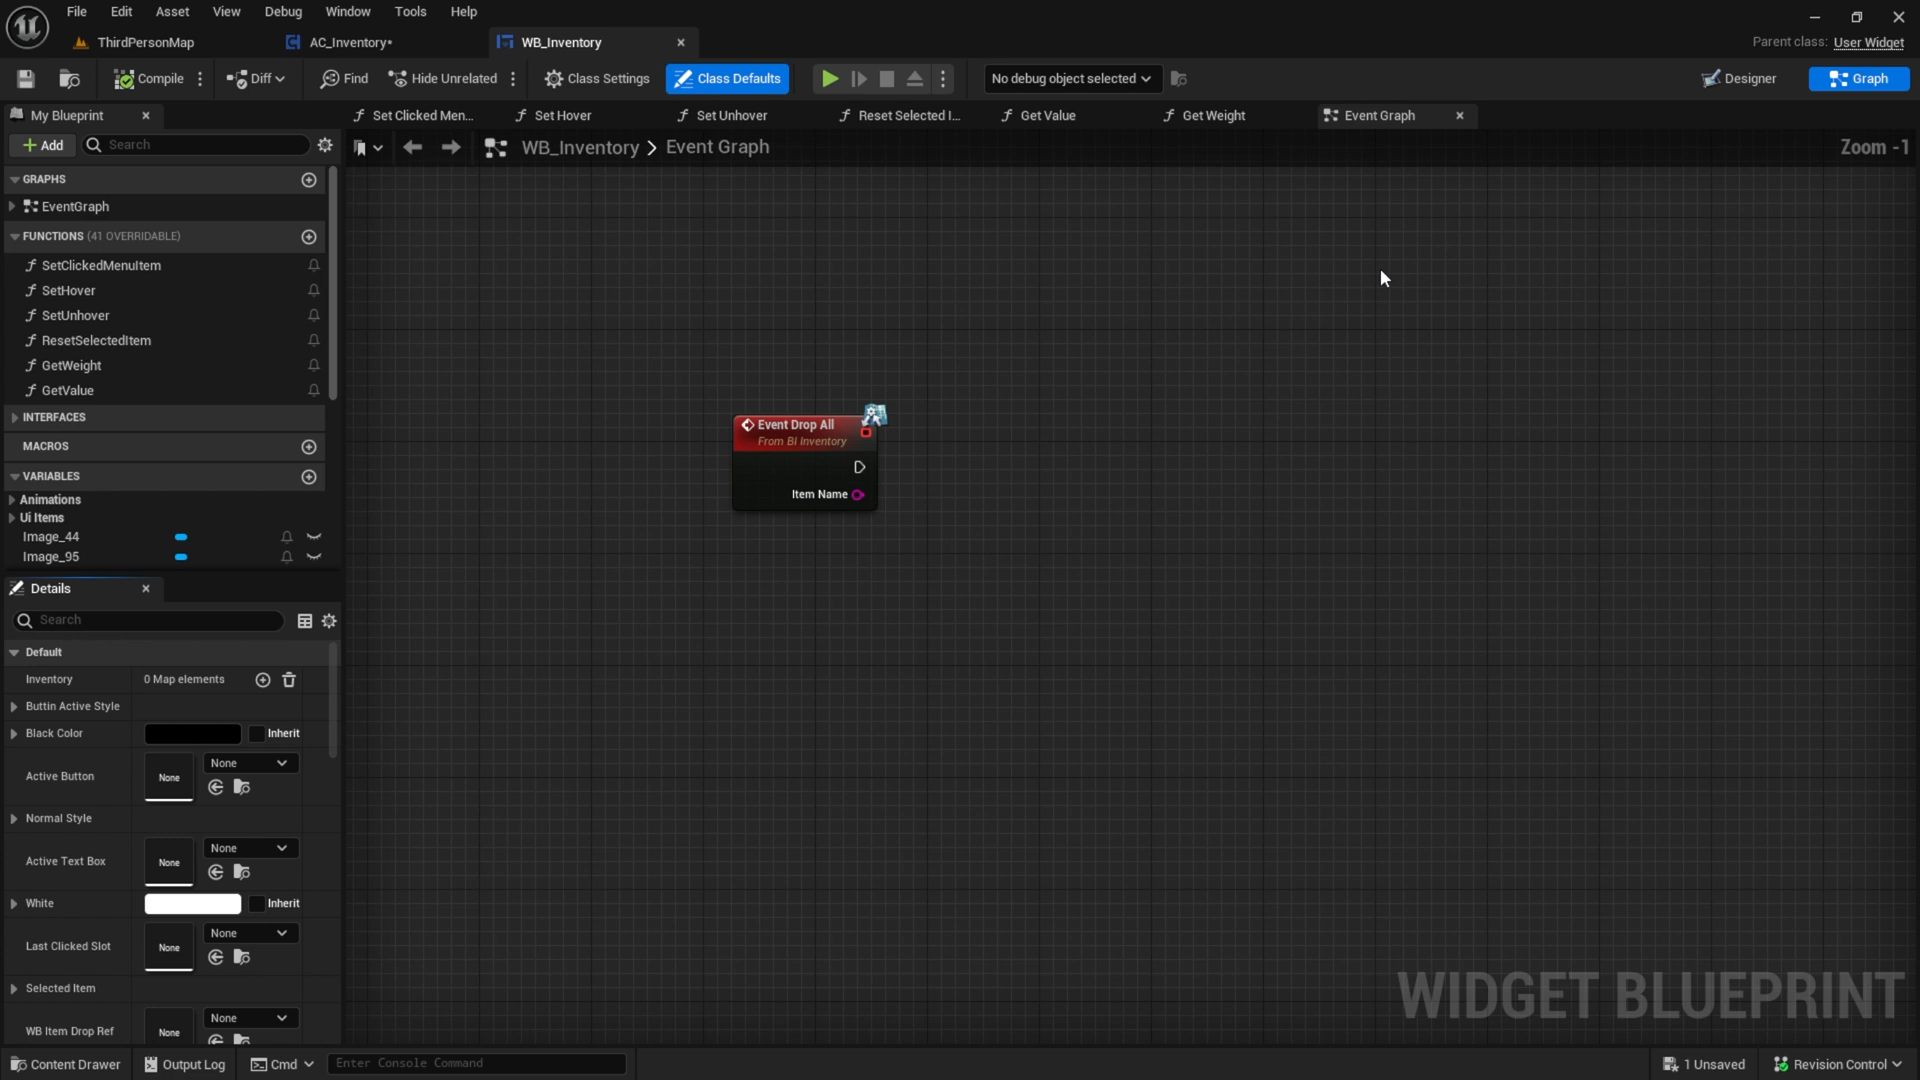 File Edit Asset View Debug Window Tools Help
ThirdPersonMap
AC_Inventory*
WB_Inventory
Parent class: User Widget
Compile
Diff
Find
Hide Unrelated
Class Settings
Class Defaults
No debug object selected
Designer
Graph
My Blueprint
Set Clicked Men...
Set Hover
Set Unhover
Reset Selected I...
Get Value
Get Weight
Event Graph
Add
Search
WB_Inventory > Event Graph
Zoom -1
GRAPHS
EventGraph
FUNCTIONS (41 OVERRIDABLE)
SetClickedMenuItem
SetHover
SetUnhover
ResetSelectedItem
GetWeight
GetValue
INTERFACES
MACROS
VARIABLES
Animations
Ui Items
Image_44
Image_95
Event Drop All
From BI Inventory
Item Name
Details
Search
Default
Inventory 0 Map elements
Buttin Active Style
Black Color Inherit
Active Button None None
Normal Style
Active Text Box None None
White Inherit
Last Clicked Slot None None
Selected Item
WB Item Drop Ref None None
WIDGET BLUEPRINT
Content Drawer
Output Log
Cmd
Enter Console Command
1 Unsaved
Revision Control